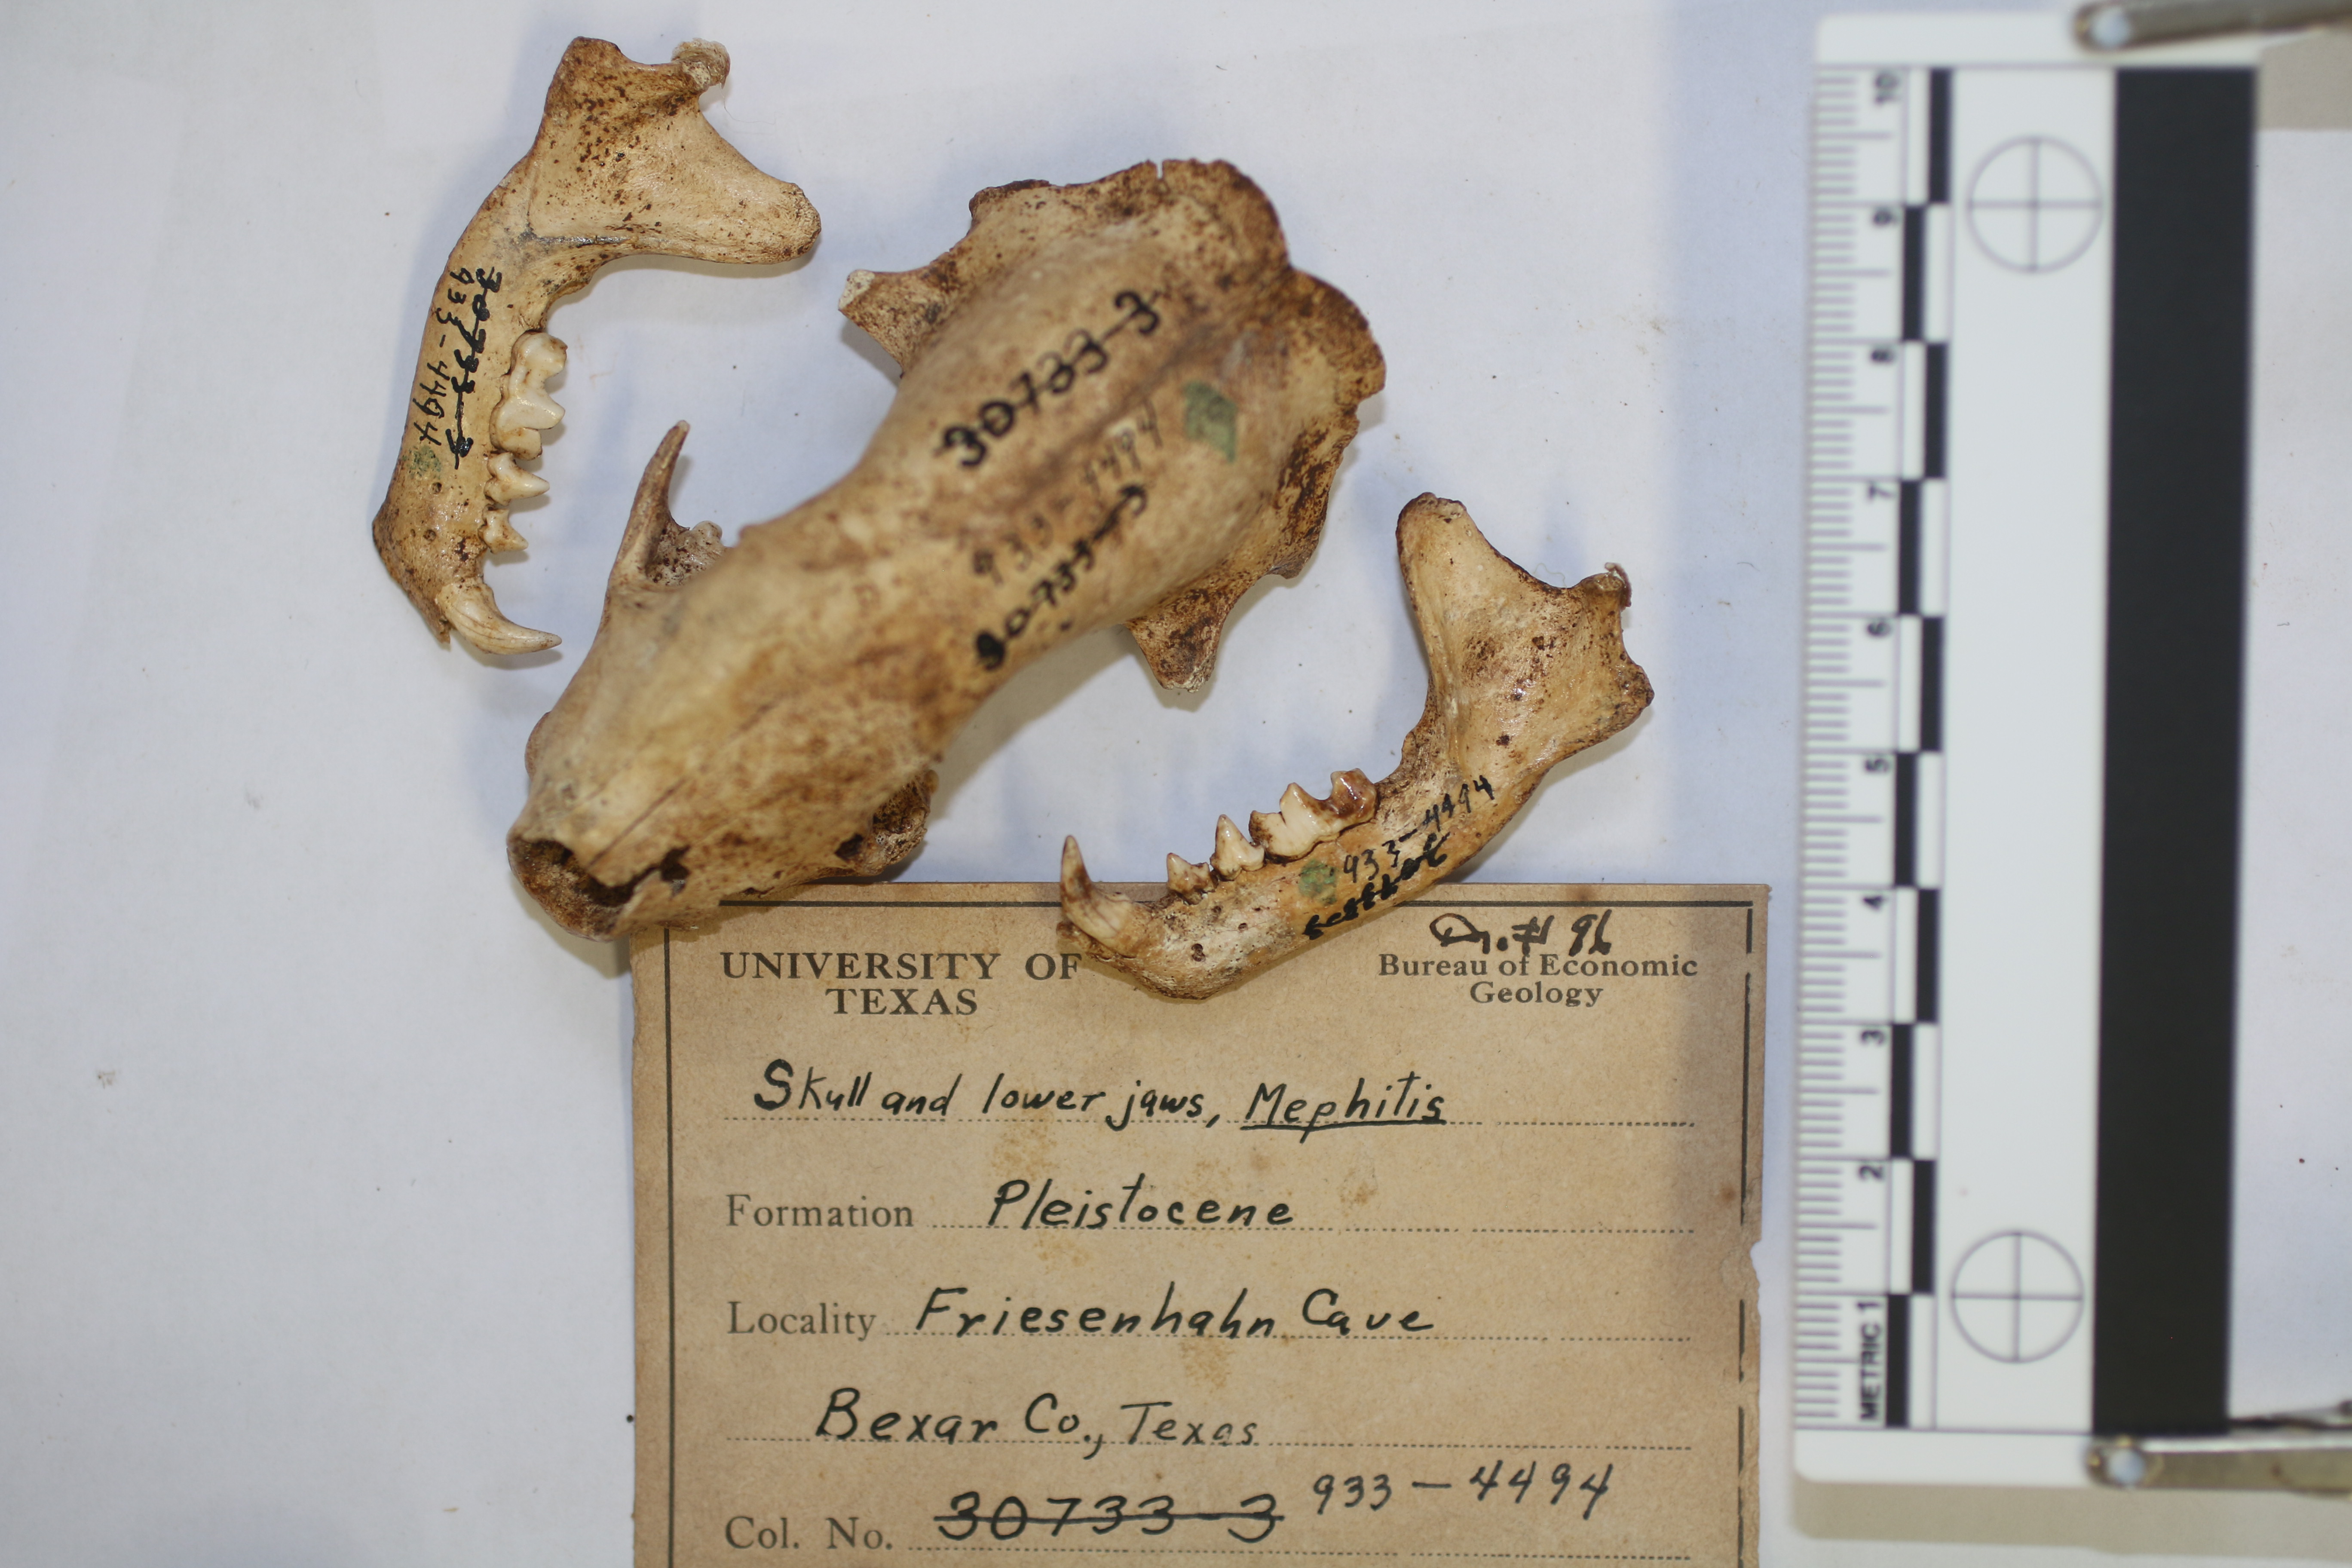 UNIVERSITY OF
TEXAS
Bureau of Economic
Geology
Skull and lower jaws, Mephitis
Formation Pleistocene
Locality Friesenhahn Cave
Bexar Co., Texas
Col. No. 30733-3 933-4494
933-4494
30733-3
30733-3
933-4494
30733-3
933-4494
METRIC 1 2 3 4 5 6 7 8 9 10